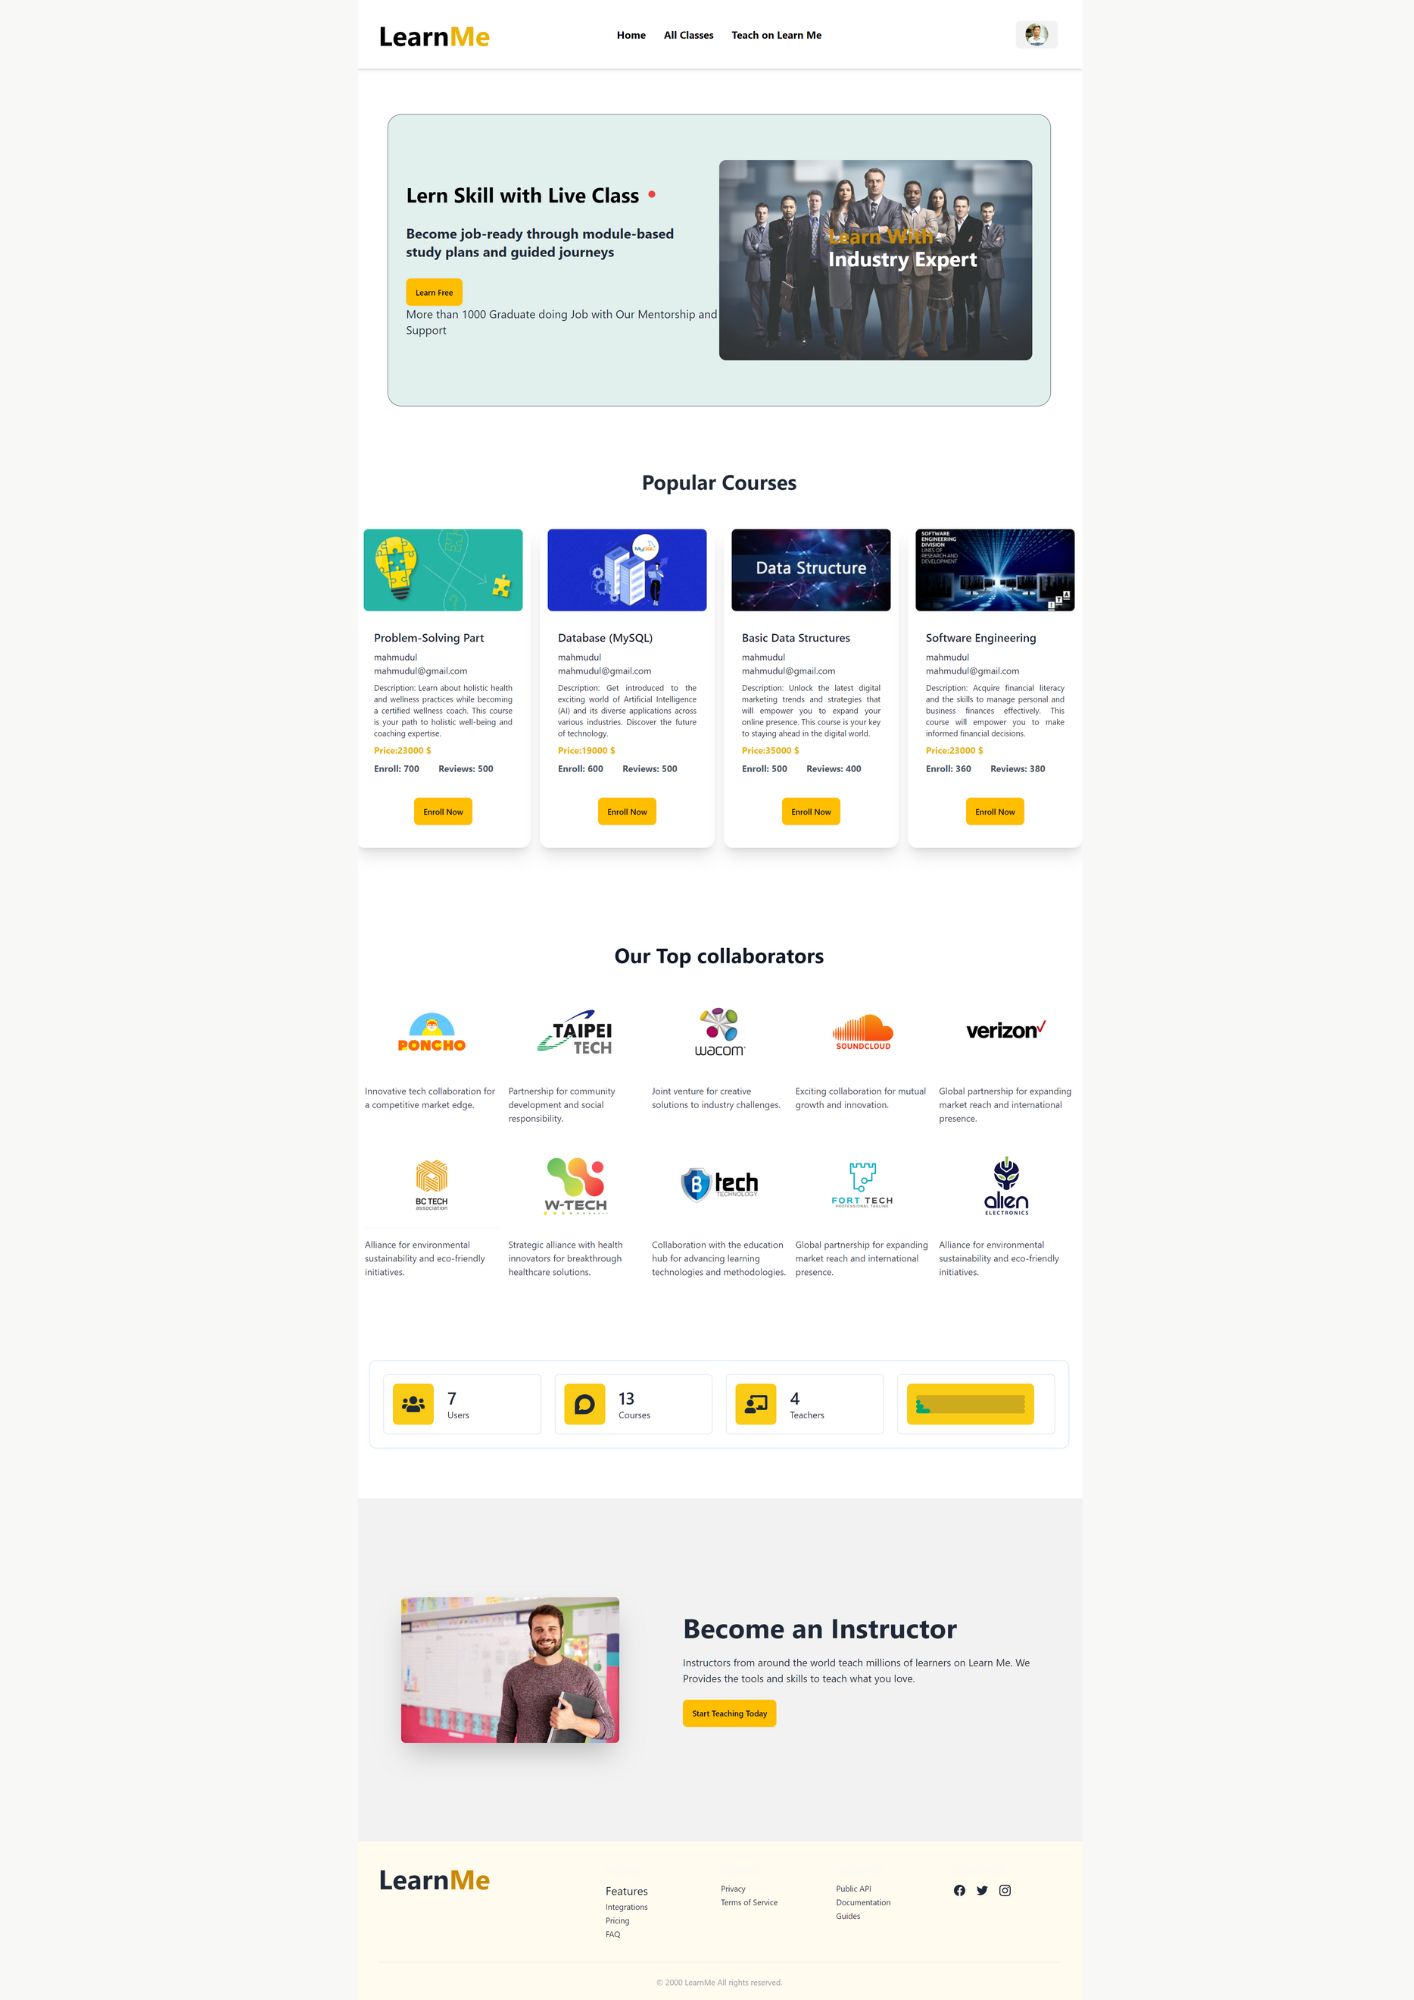 LearnMe
Home All Classes Teach on Learn Me
Lern Skill with Live Class
Become job-ready through module-based
study plans and guided journeys
Learn Free
More than 1000 Graduate doing Job with Our Mentorship and
Support
Learn With
Industry Expert
Popular Courses
MySQL
Data Structure
SOFTWARE
ENGINEERING
DIVISION
LINES OF
RESEARCH AND
DEVELOPMENT
I T A
Problem-Solving Part
mahmudul
mahmudul@gmail.com
Description: Learn about holistic health
and wellness practices while becoming
a certified wellness coach. This course
is your path to holistic well-being and
coaching expertise.
Price:23000 $
Enroll: 700 Reviews: 500
Enroll Now
Database (MySQL)
mahmudul
mahmudul@gmail.com
Description: Get introduced to the
exciting world of Artificial Intelligence
(AI) and its diverse applications across
various industries. Discover the future
of technology.
Price:19000 $
Enroll: 600 Reviews: 500
Enroll Now
Basic Data Structures
mahmudul
mahmudul@gmail.com
Description: Unlock the latest digital
marketing trends and strategies that
will empower you to expand your
online presence. This course is your key
to staying ahead in the digital world.
Price:35000 $
Enroll: 500 Reviews: 400
Enroll Now
Software Engineering
mahmudul
mahmudul@gmail.com
Description: Acquire financial literacy
and the skills to manage personal and
business finances effectively. This
course will empower you to make
informed financial decisions.
Price:23000 $
Enroll: 360 Reviews: 380
Enroll Now
Our Top collaborators
PONCHO
Innovative tech collaboration for
a competitive market edge.
TAIPEI
TECH
Partnership for community
development and social
responsibility.
wacom
Joint venture for creative
solutions to industry challenges.
SOUNDCLOUD
Exciting collaboration for mutual
growth and innovation.
verizon
Global partnership for expanding
market reach and international
presence.
BC TECH
association
Alliance for environmental
sustainability and eco-friendly
initiatives.
W-TECH
Strategic alliance with health
innovators for breakthrough
healthcare solutions.
B tech
TECHNOLOGY
Collaboration with the education
hub for advancing learning
technologies and methodologies.
FORT TECH
PROFESSIONAL TAGLINE
Global partnership for expanding
market reach and international
presence.
alien
ELECTRONICS
Alliance for environmental
sustainability and eco-friendly
initiatives.
7
Users
13
Courses
4
Teachers
Become an Instructor
Instructors from around the world teach millions of learners on Learn Me. We
Provides the tools and skills to teach what you love.
Start Teaching Today
LearnMe
Features
Integrations
Pricing
FAQ
Privacy
Terms of Service
Public API
Documentation
Guides
© 2000 LearnMe All rights reserved.